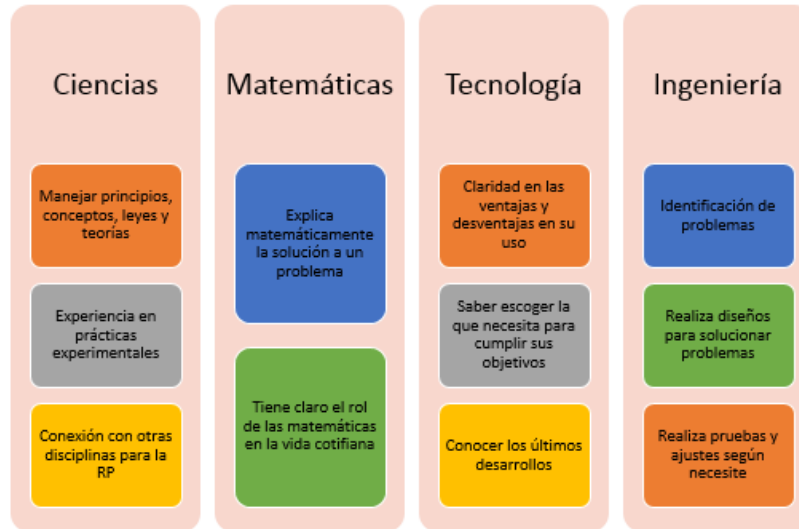 Ciencias
Manejar principios,
conceptos, leyes y
teorías
Experiencia en
prácticas
experimentales
Conexión con otras
disciplinas para la
RP
Matemáticas
Explica
matemáticamente
la solución a un
problema
Tiene claro el rol
de las matemáticas
en la vida cotifiana
Tecnología
Claridad en las
ventajas y
desventajas en su
uso
Saber escoger la
que necesita para
cumplir sus
objetivos
Conocer los últimos
desarrollos
Ingeniería
Identificación de
problemas
Realiza diseños
para solucionar
problemas
Realiza pruebas y
ajustes según
necesite